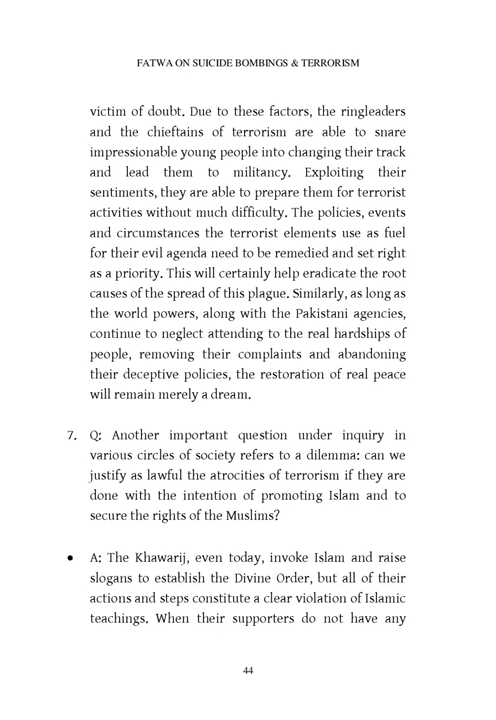 FATWA ON SUICIDE BOMBINGS & TERRORISM
victim of doubt. Due to these factors, the ringleaders
and the chieftains of terrorism are able to snare
impressionable young people into changing their track
and lead them to militancy. Exploiting their
sentiments, they are able to prepare them for terrorist
activities without much difficulty. The policies, events
and circumstances the terrorist elements use as fuel
for their evil agenda need to be remedied and set right
as a priority. This will certainly help eradicate the root
causes of the spread of this plague. Similarly, as long as
the world powers, along with the Pakistani agencies,
continue to neglect attending to the real hardships of
people, removing their complaints and abandoning
their deceptive policies, the restoration of real peace
will remain merely a dream.
7. Q: Another important question under inquiry in
various circles of society refers to a dilemma: can we
justify as lawful the atrocities of terrorism if they are
done with the intention of promoting Islam and to
secure the rights of the Muslims?
• A: The Khawarij, even today, invoke Islam and raise
slogans to establish the Divine Order, but all of their
actions and steps constitute a clear violation of Islamic
teachings. When their supporters do not have any
44